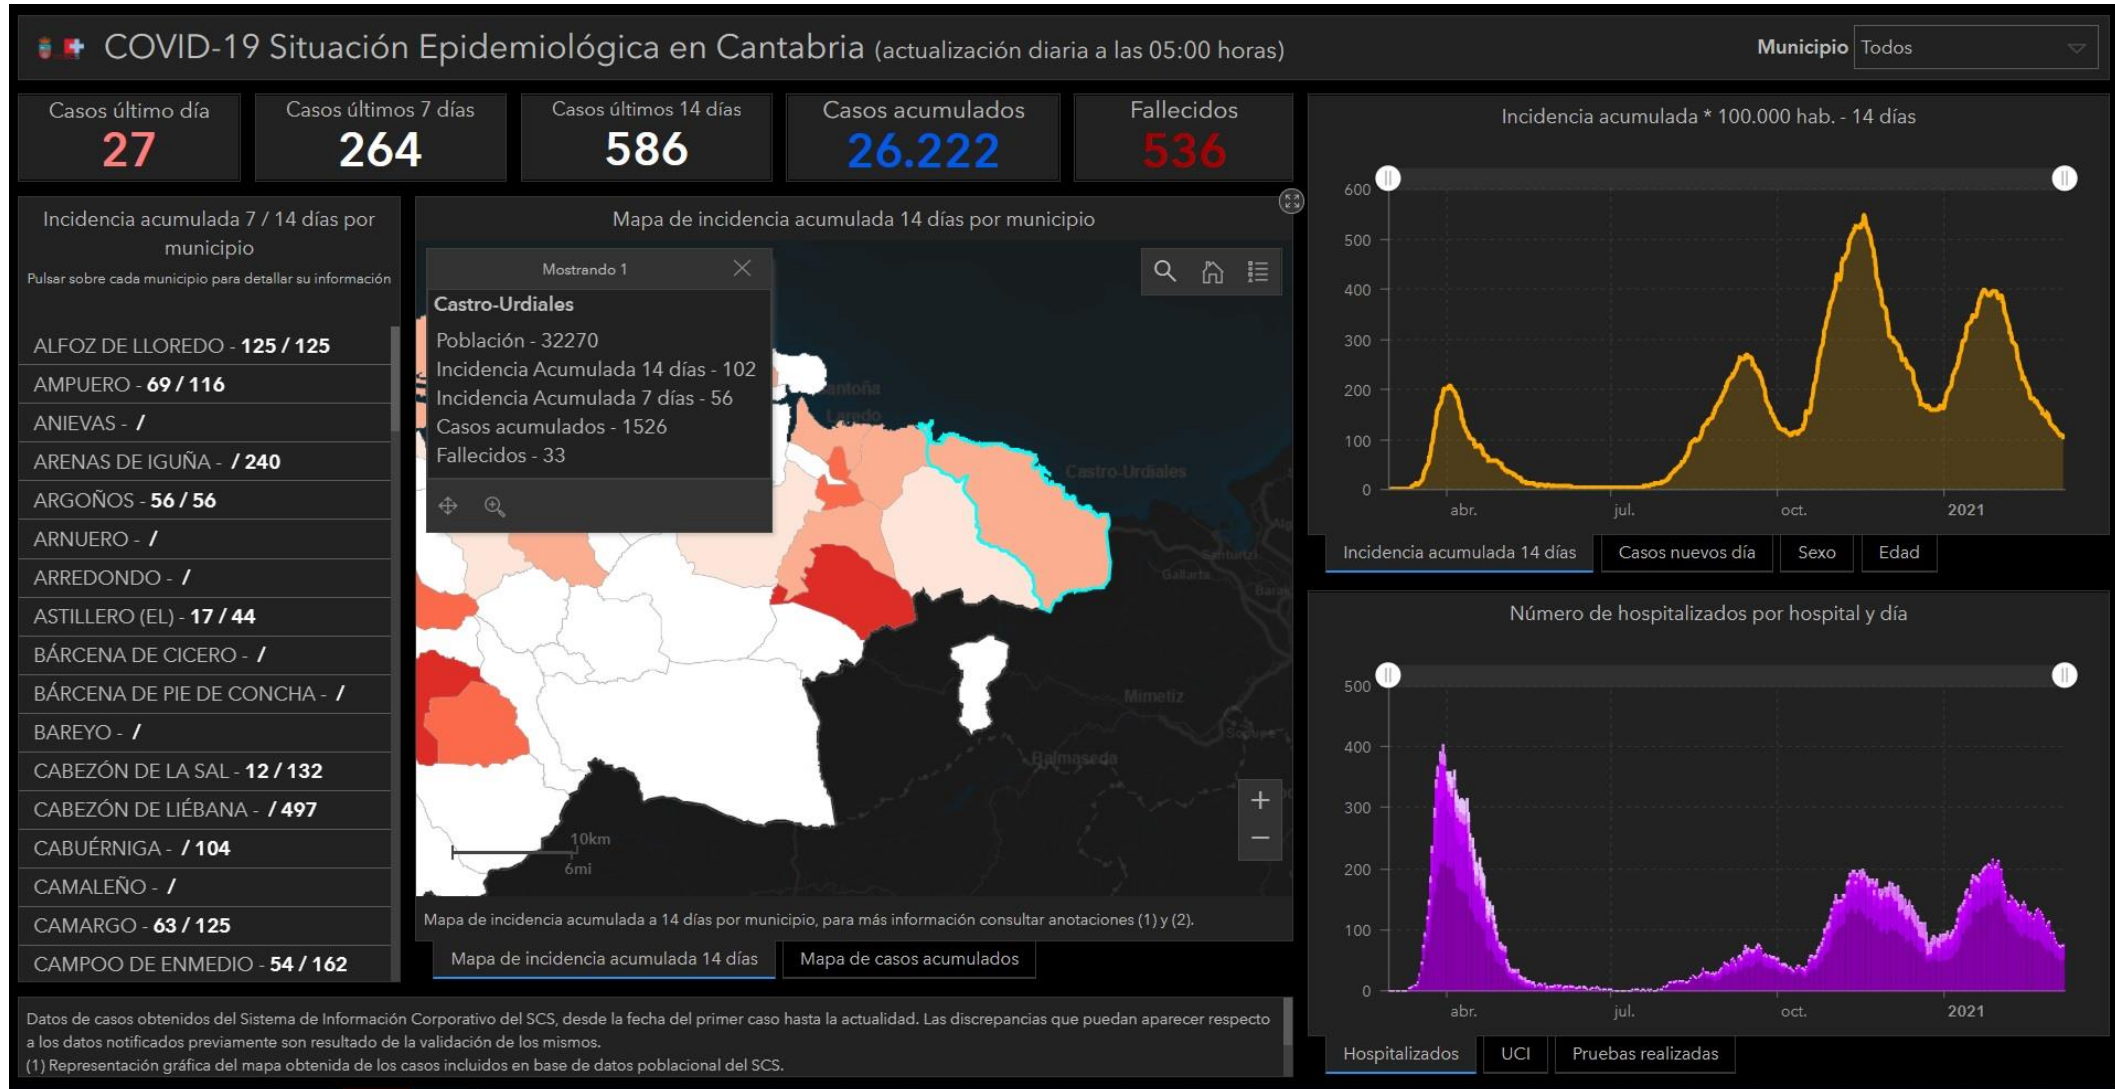 COVID-19 Situación Epidemiológica en Cantabria (actualización diaria a las 05:00 horas)
Municipio Todos
Casos último día
27
Casos últimos 7 días
264
Casos últimos 14 días
586
Casos acumulados
26.222
Fallecidos
536
Incidencia acumulada 7 / 14 días por
municipio
Pulsar sobre cada municipio para detallar su información
ALFOZ DE LLOREDO - 125 / 125
AMPUERO - 69 / 116
ANIEVAS - /
ARENAS DE IGUÑA - / 240
ARGOÑOS - 56 / 56
ARNUERO - /
ARREDONDO - /
ASTILLERO (EL) - 17 / 44
BÁRCENA DE CICERO - /
BÁRCENA DE PIE DE CONCHA - /
BAREYO - /
CABEZÓN DE LA SAL - 12 / 132
CABEZÓN DE LIÉBANA - / 497
CABUÉRNIGA - / 104
CAMALEÑO - /
CAMARGO - 63 / 125
CAMPOO DE ENMEDIO - 54 / 162
Mapa de incidencia acumulada 14 días por municipio
Mostrando 1
Castro-Urdiales
Población - 32270
Incidencia Acumulada 14 días - 102
Incidencia Acumulada 7 días - 56
Casos acumulados - 1526
Fallecidos - 33
Laredo
Castro-Urdiales
Santurtzi
Gallarta
Mimetiz
Balmaseda
10km
6mi
Mapa de incidencia acumulada a 14 días por municipio, para más información consultar anotaciones (1) y (2).
Mapa de incidencia acumulada 14 días
Mapa de casos acumulados
Datos de casos obtenidos del Sistema de Información Corporativo del SCS, desde la fecha del primer caso hasta la actualidad. Las discrepancias que puedan aparecer respecto
a los datos notificados previamente son resultado de la validación de los mismos.
(1) Representación gráfica del mapa obtenida de los casos incluidos en base de datos poblacional del SCS.
Incidencia acumulada * 100.000 hab. - 14 días
600
500
400
300
200
100
0
abr. jul. oct. 2021
Incidencia acumulada 14 días Casos nuevos día Sexo Edad
Número de hospitalizados por hospital y día
500
400
300
200
100
0
abr. jul. oct. 2021
Hospitalizados UCI Pruebas realizadas